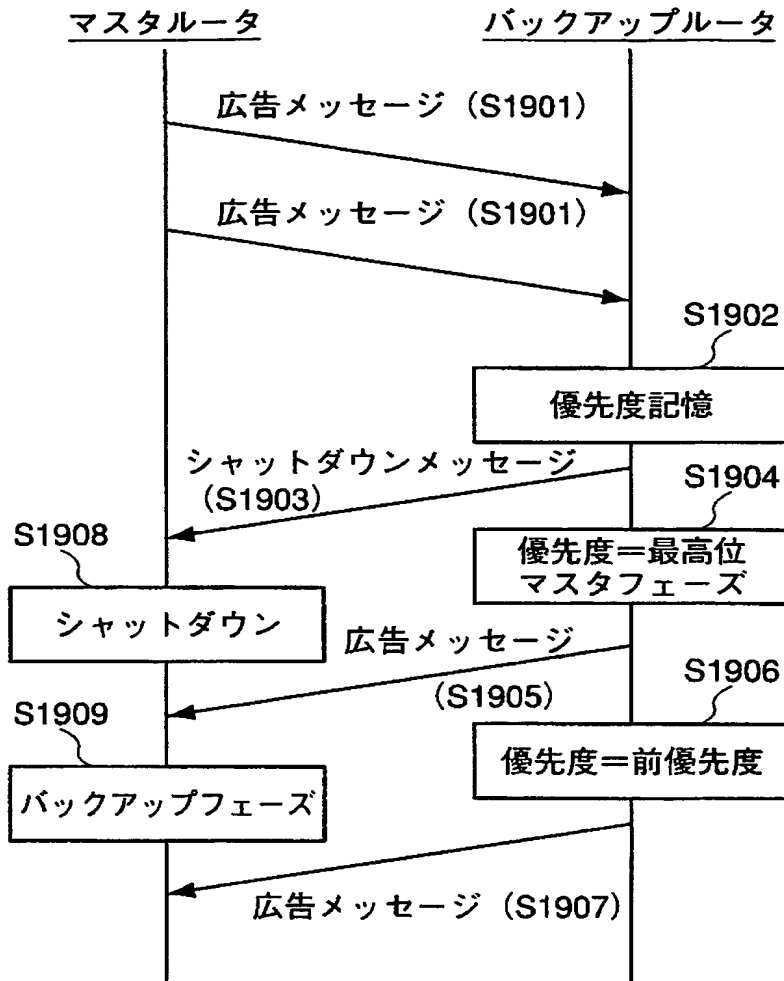 マスタルータ
バックアップルータ
広告メッセージ（S1901）
広告メッセージ（S1901）
S1902
優先度記憶
シャットダウンメッセージ
（S1903）
S1904
優先度＝最高位
マスタフェーズ
S1908
シャットダウン
広告メッセージ
（S1905）
S1906
優先度＝前優先度
S1909
バックアップフェーズ
広告メッセージ（S1907）